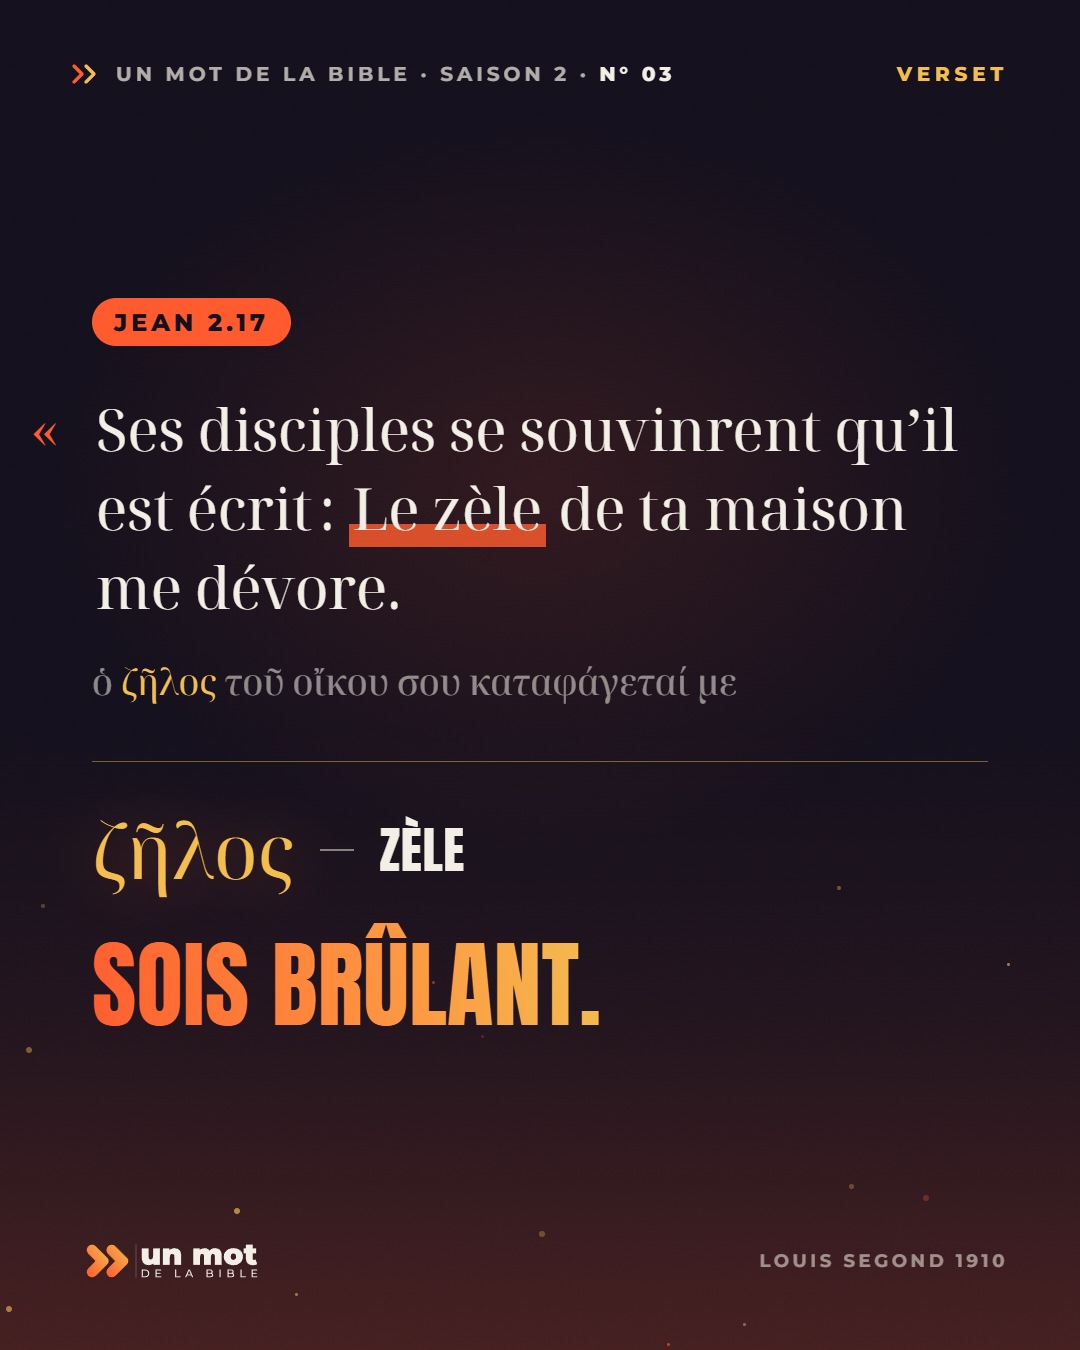 UN MOT DE LA BIBLE · SAISON 2 · N° 03
VERSET
JEAN 2.17
« Ses disciples se souvinrent qu’il
est écrit : Le zèle de ta maison
me dévore.
ὁ ζῆλος τοῦ οἴκου σου καταφάγεταί με
ζῆλος — ZÈLE
SOIS BRÛLANT.
un mot
DE LA BIBLE
LOUIS SEGOND 1910